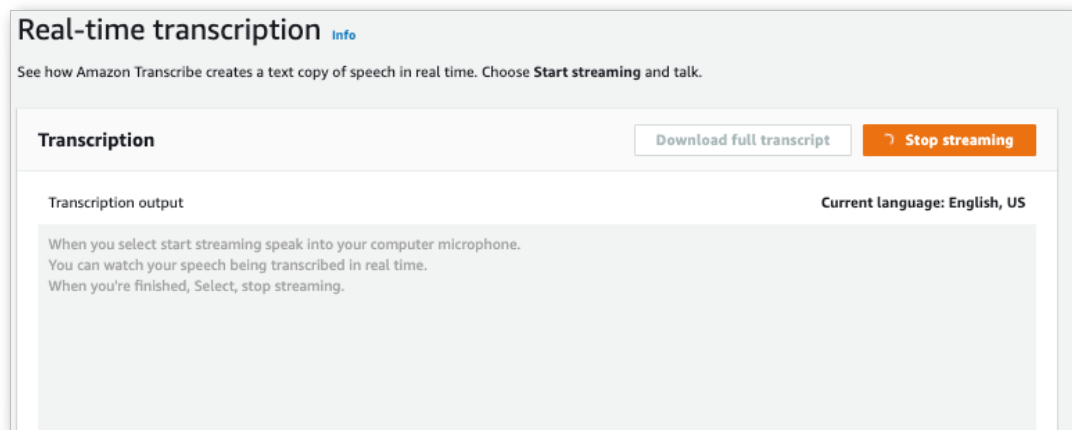 Real-time transcription Info
See how Amazon Transcribe creates a text copy of speech in real time. Choose Start streaming and talk.
Transcription
Download full transcript
Stop streaming
Transcription output
Current language: English, US
When you select start streaming speak into your computer microphone.
You can watch your speech being transcribed in real time.
When you're finished, Select, stop streaming.